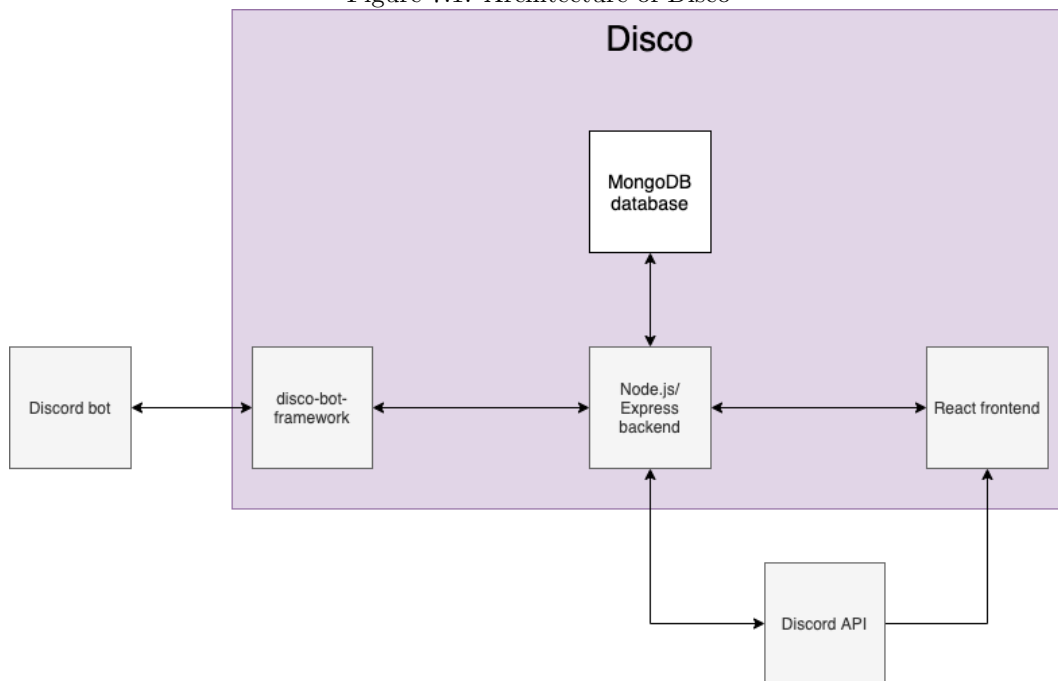 Figure 7.1: Architecture of Disco
Disco
MongoDB
database
Discord bot
disco-bot-
framework
Node.js/
Express
backend
React frontend
Discord API